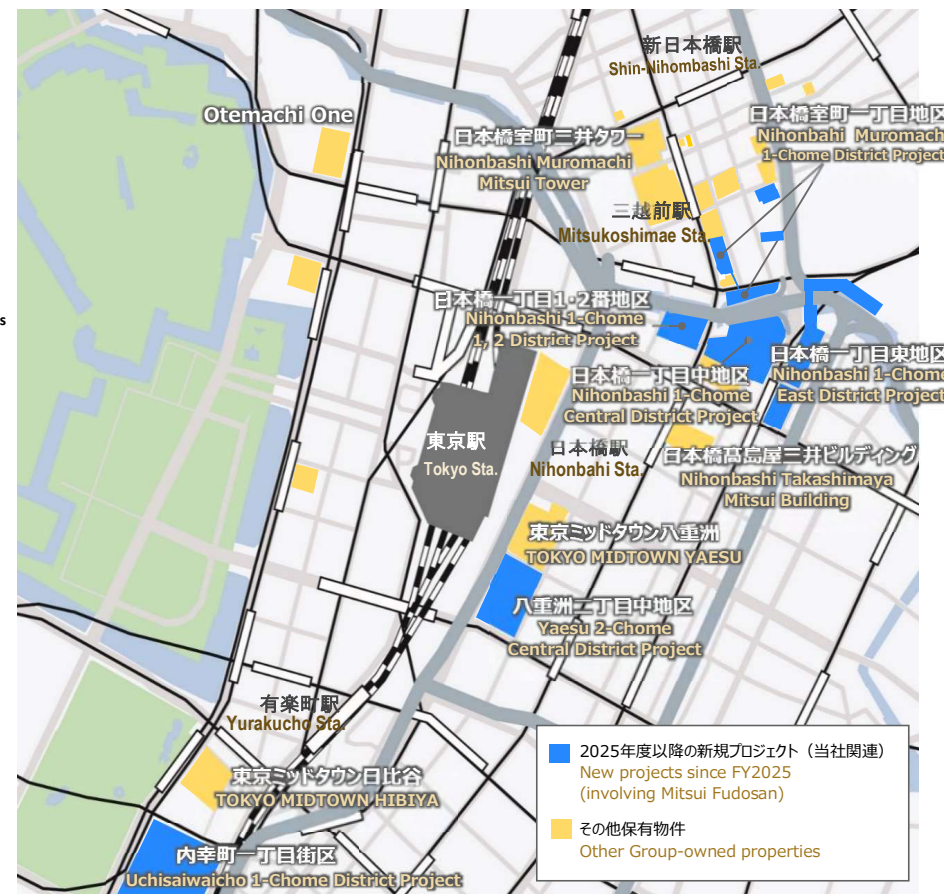 新日本橋駅
Shin-Nihombashi Sta.
Otemachi One
日本橋室町三井タワー
Nihonbashi Muromachi
Mitsui Tower
日本橋室町一丁目地区
Nihonbahi Muromach
1-Chome District Project
三越前駅
Mitsukoshimae Sta.
s
日本橋一丁目1・2番地区
Nihonbashi 1-Chome
1, 2 District Project
日本橋一丁目中地区
Nihonbashi 1-Chome
Central District Project
日本橋一丁目東地区
Nihonbashi 1-Chome
East District Project
東京駅
Tokyo Sta.
日本橋駅
Nihonbahi Sta.
日本橋髙島屋三井ビルディング
Nihonbashi Takashimaya
Mitsui Building
東京ミッドタウン八重洲
TOKYO MIDTOWN YAESU
八重洲二丁目中地区
Yaesu 2-Chome
Central District Project
有楽町駅
Yurakucho Sta.
東京ミッドタウン日比谷
TOKYO MIDTOWN HIBIYA
内幸町一丁目街区
Uchisaiwaicho 1-Chome District Project
2025年度以降の新規プロジェクト（当社関連）
New projects since FY2025
(involving Mitsui Fudosan)
その他保有物件
Other Group-owned properties